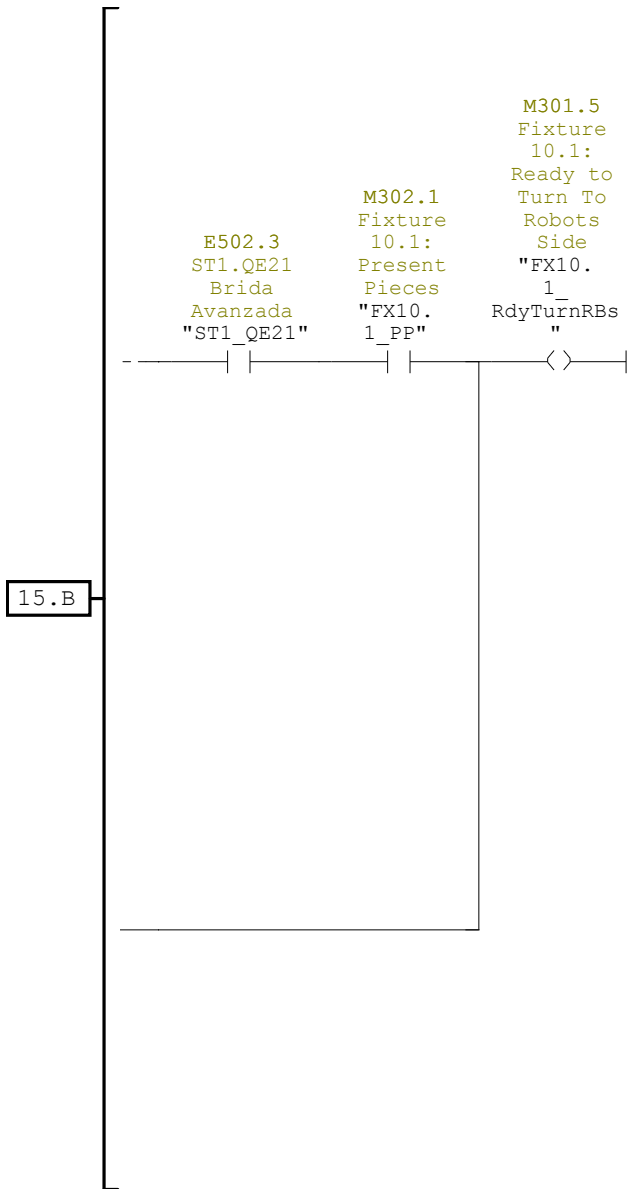 M301.5
Fixture
10.1:
Ready to
Turn To
Robots
Side
"FX10.
1_
RdyTurnRBs
"
M302.1
Fixture
10.1:
Present
Pieces
"FX10.
1_PP"
E502.3
ST1.QE21
Brida
Avanzada
"ST1_QE21"
15.B